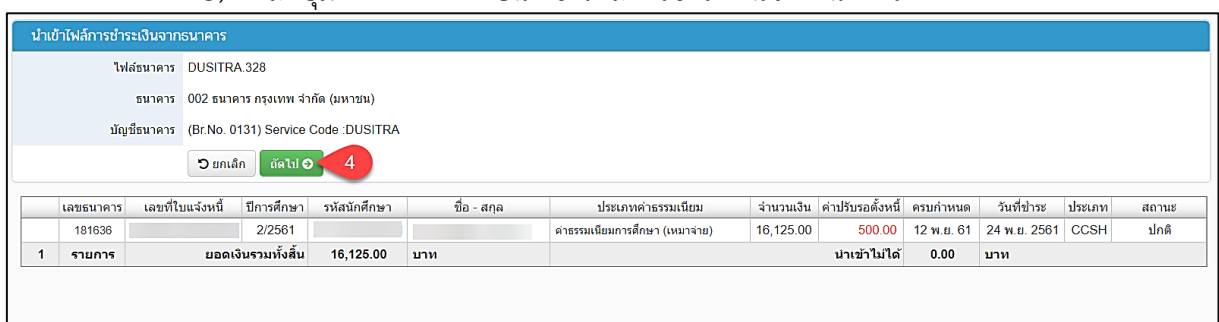 นำเข้าไฟล์การชำระเงินจากธนาคาร
ไฟล์ธนาคาร DUSITRA.328
ธนาคาร 002 ธนาคาร กรุงเทพ จำกัด (มหาชน)
บัญชีธนาคาร (Br.No. 0131) Service Code :DUSITRA
ยกเลิก ถัดไป 4
เลขธนาคาร เลขที่ใบแจ้งหนี้ ปีการศึกษา รหัสนักศึกษา ชื่อ - สกุล ประเภทค่าธรรมเนียม จำนวนเงิน ค่าปรับรอตั้งหนี้ ครบกำหนด วันที่ชำระ ประเภท สถานะ
181636 2/2561 ค่าธรรมเนียมการศึกษา (เหมาจ่าย) 16,125.00 500.00 12 พ.ย. 61 24 พ.ย. 2561 CCSH ปกติ
1 รายการ ยอดเงินรวมทั้งสิ้น 16,125.00 บาท นำเข้าไม่ได้ 0.00 บาท